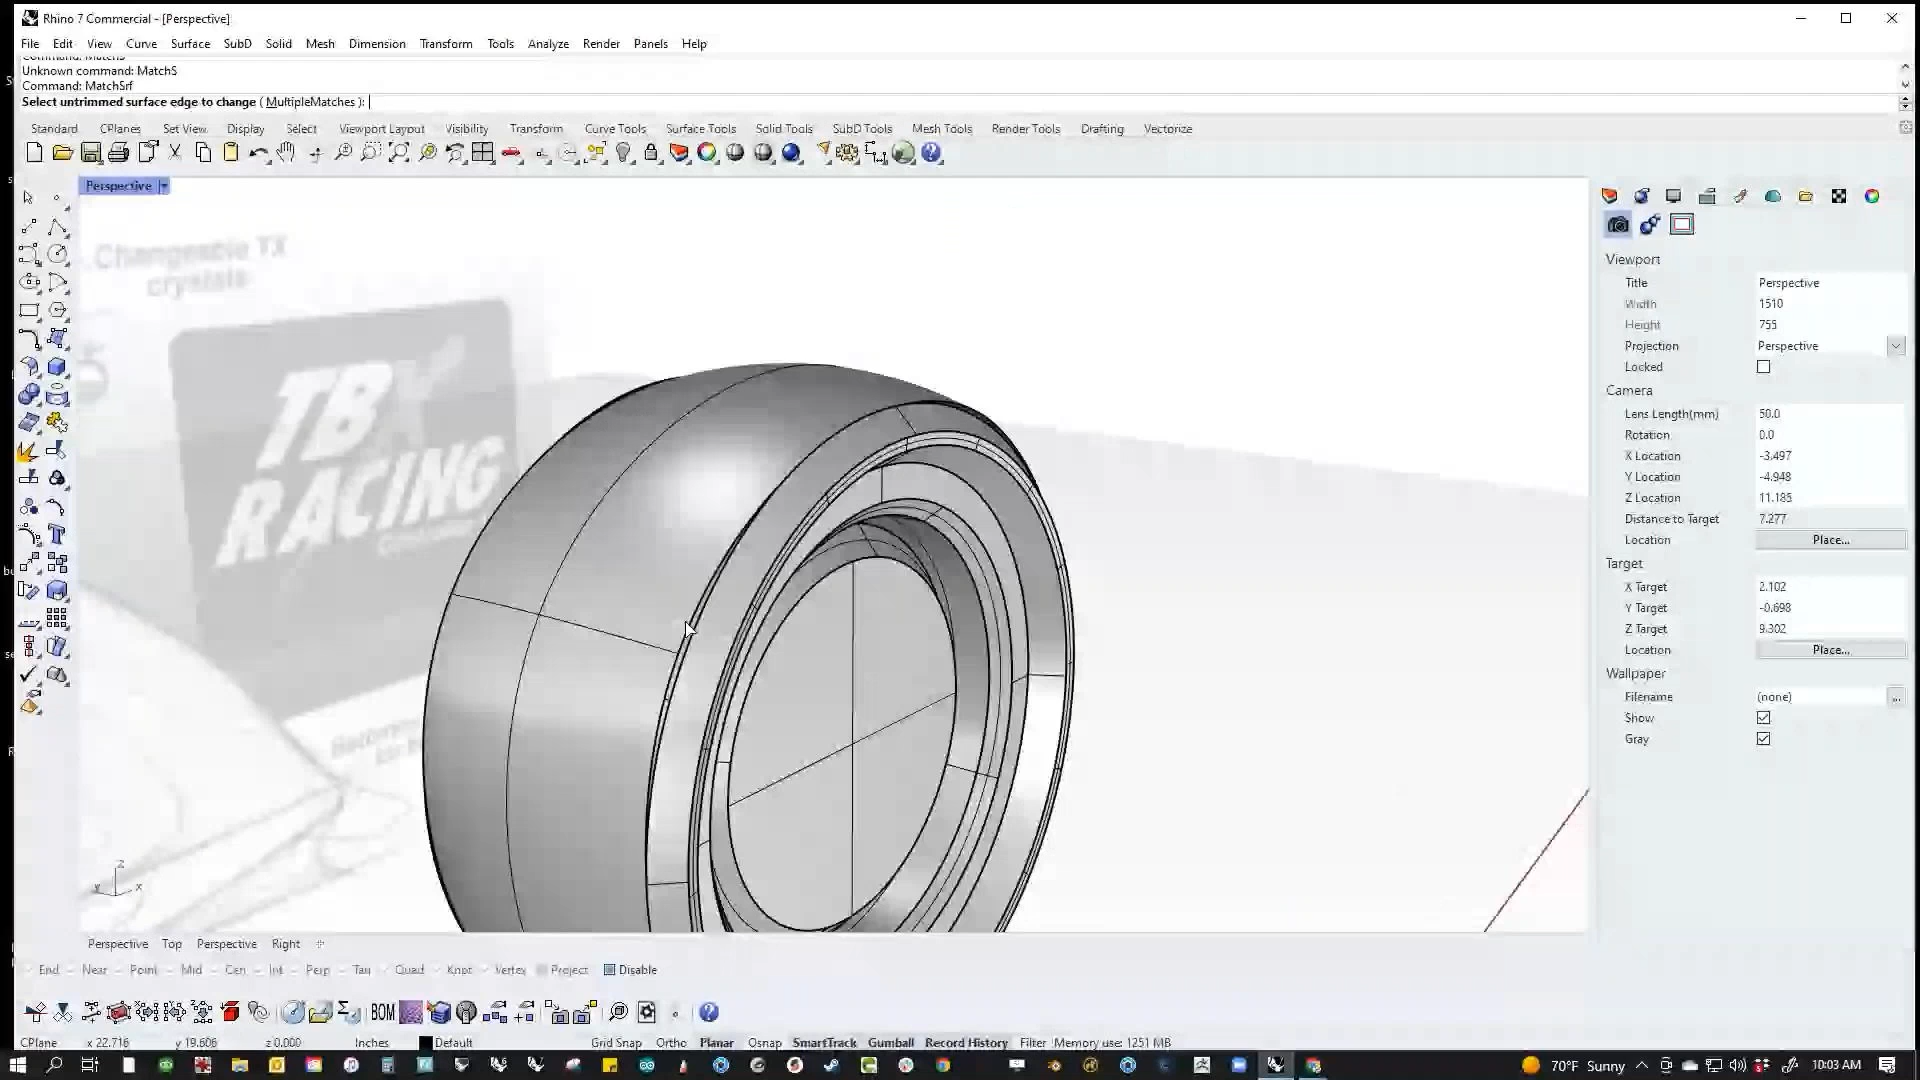 Rhino 7 Commercial - [Perspective]
File Edit View Curve Surface SubD Solid Mesh Dimension Transform Tools Analyze Render Panels Help
Command: MatchS
Unknown command: MatchS
Command: MatchSrf
Select untrimmed surface edge to change ( MultipleMatches ):
Standard CPlanes Set View Display Select Viewport Layout Visibility Transform Curve Tools Surface Tools Solid Tools SubD Tools Mesh Tools Render Tools Drafting Vectorize
Perspective
Changeable TX
crystals
TBX
RACING
z
y x
Viewport
Title Perspective
Width 1510
Height 755
Projection Perspective
Locked
Camera
Lens Length(mm) 50.0
Rotation 0.0
X Location -3.497
Y Location -4.948
Z Location 11.185
Distance to Target 7.277
Location Place...
Target
X Target 2.102
Y Target -0.698
Z Target 9.302
Location Place...
Wallpaper
Filename (none) ...
Show
Gray
Perspective Top Perspective Right
End Near Point Mid Cen Int Perp Tan Quad Knot Vertex Project Disable
BOM
CPlane x 22.716 y 19.606 z 0.000 Inches Default Grid Snap Ortho Planar Osnap SmartTrack Gumball Record History Filter Memory use: 1251 MB
70°F Sunny 10:03 AM